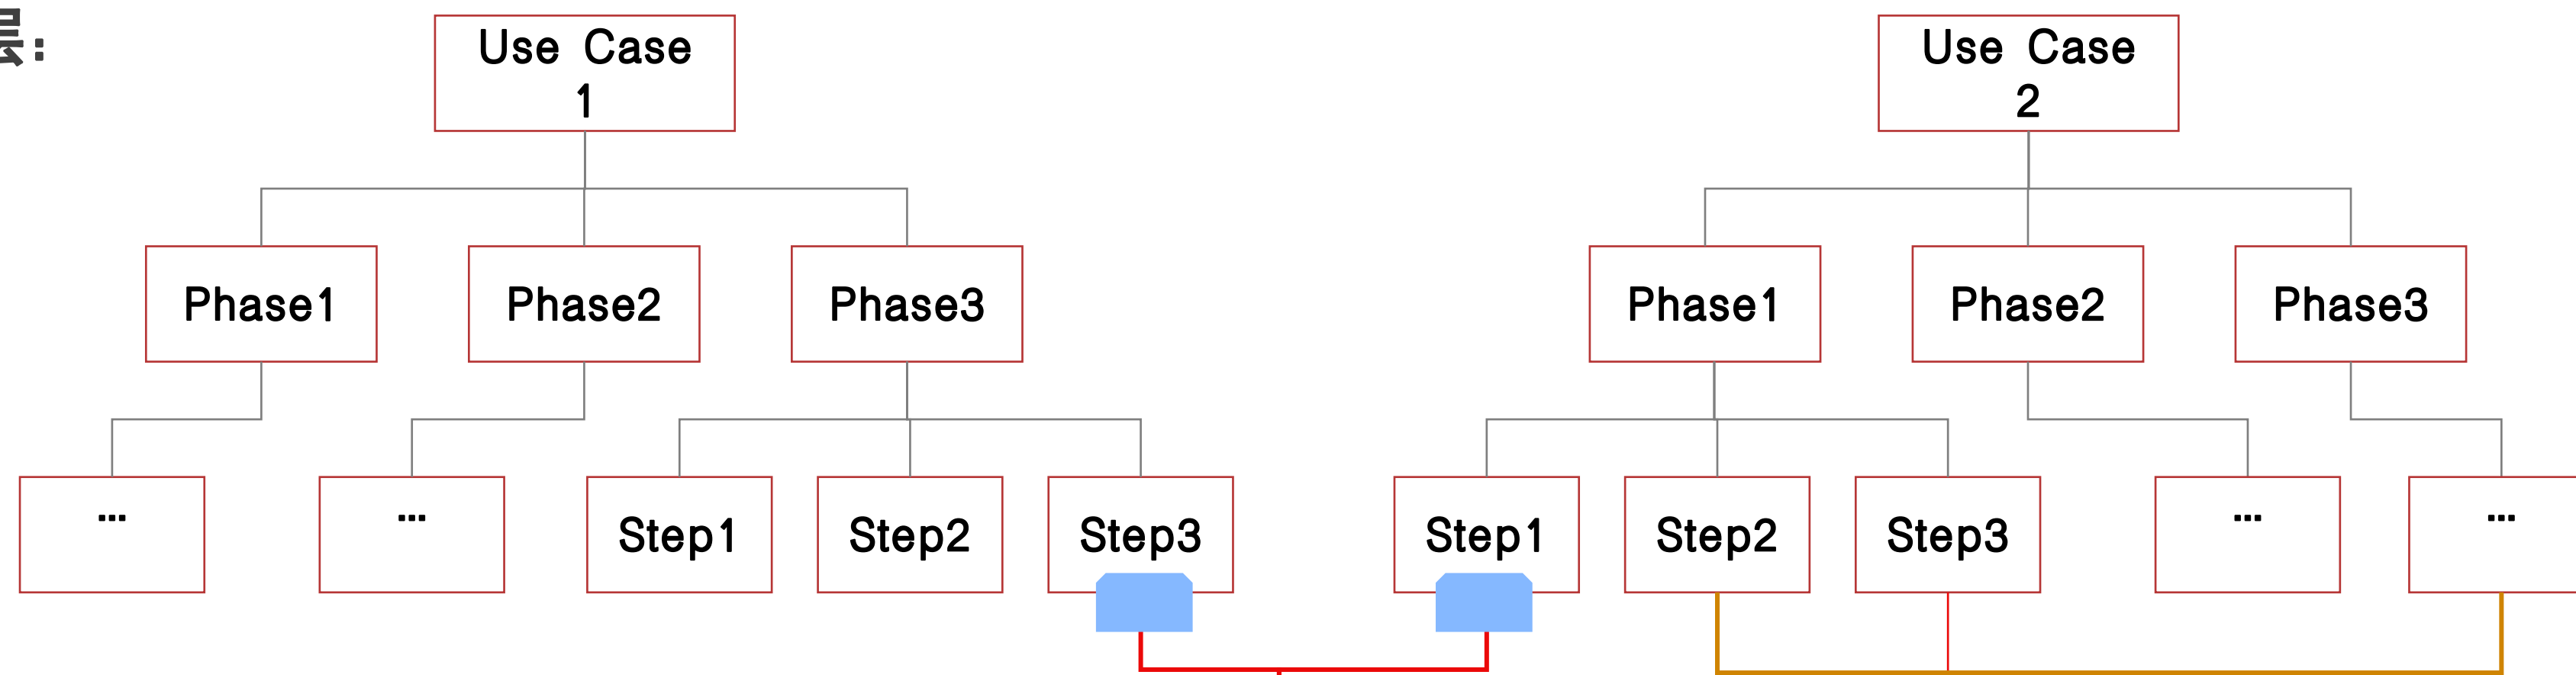 Use Case
1
Use Case
2
Phase1
Phase2
Phase3
Phase1
Phase2
Phase3
...
...
Step1
Step2
Step3
Step1
Step2
Step3
...
...